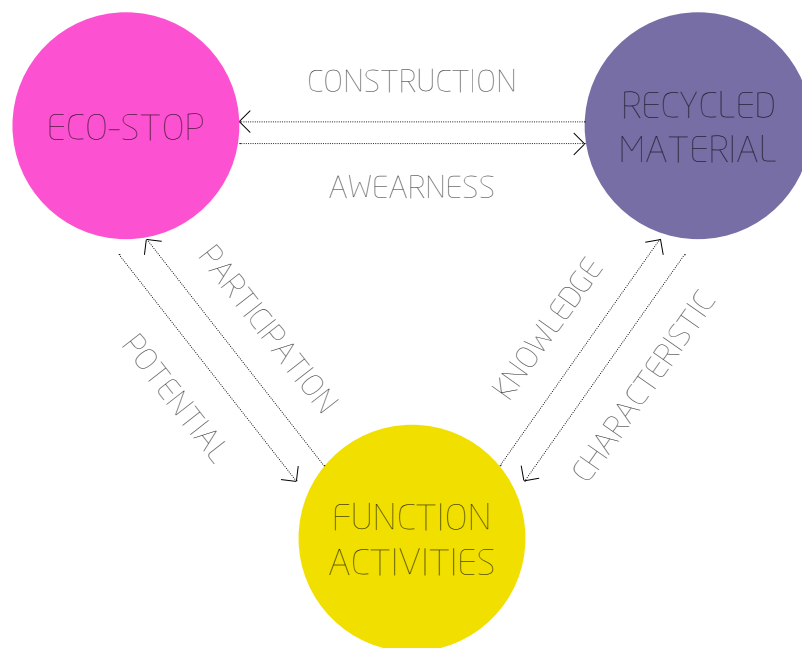 CONSTRUCTION
ECO-STOP
RECYCLED
MATERIAL
AWEARNESS
PARTICIPATION
POTENTIAL
KNOWLEDGE
CHARACTERISTIC
FUNCTION
ACTIVITIES